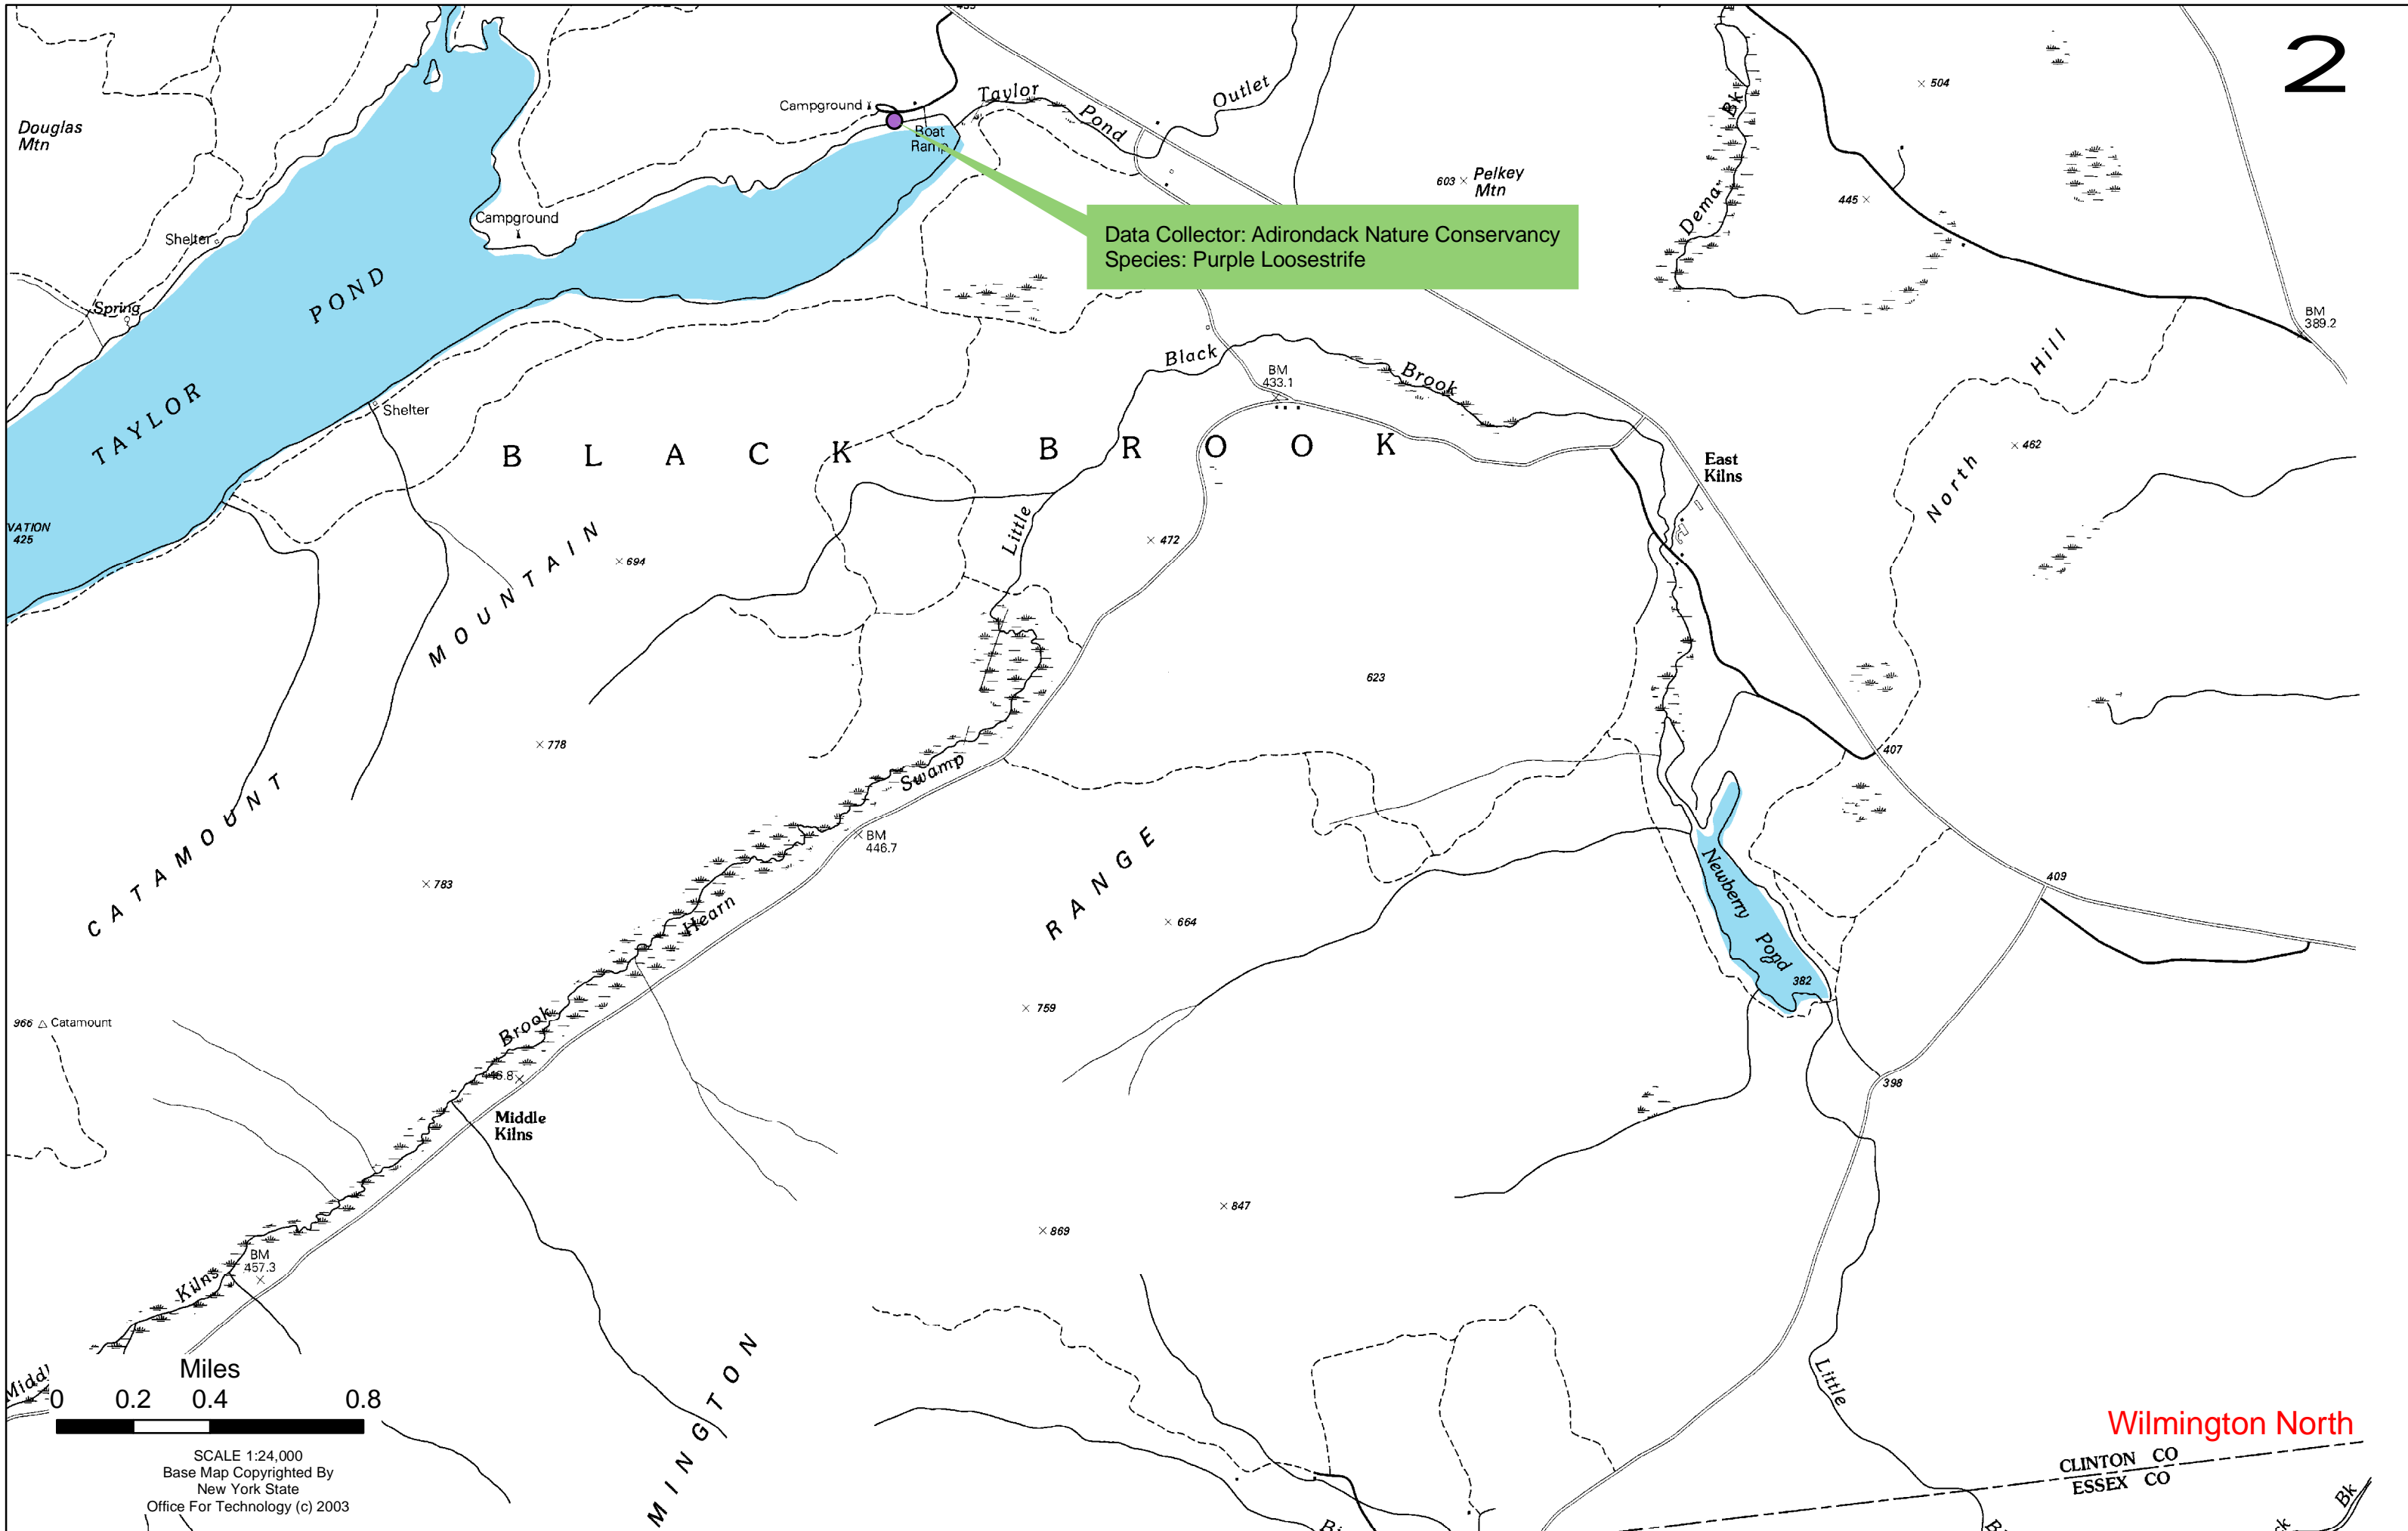 2
Douglas
Mtn
Campground
Boat
Ramp
Taylor
Pond
Outlet
504
603
Pelkey
Mtn
Bk
445
Campground
Shelter
Data Collector: Adirondack Nature Conservancy
Species: Purple Loosestrife
Spring
TAYLOR POND
BM
389.2
Black
Brook
BM
433.1
North Hill
Shelter
BLACK BROOK
462
East
Kilns
VATION
425
694
Little
472
MOUNTAIN
623
778
407
CATAMOUNT
Swamp
BM
446.7
RANGE
Newberry
Pond
382
783
409
Hearn
664
759
966
Catamount
Brook
398
Middle
Kilns
847
869
BM
457.3
Kilns
Miles
0 0.2 0.4 0.8
SCALE 1:24,000
Base Map Copyrighted By
New York State
Office For Technology (c) 2003
MINGTON
Little
Wilmington North
CLINTON CO
ESSEX CO
Bk